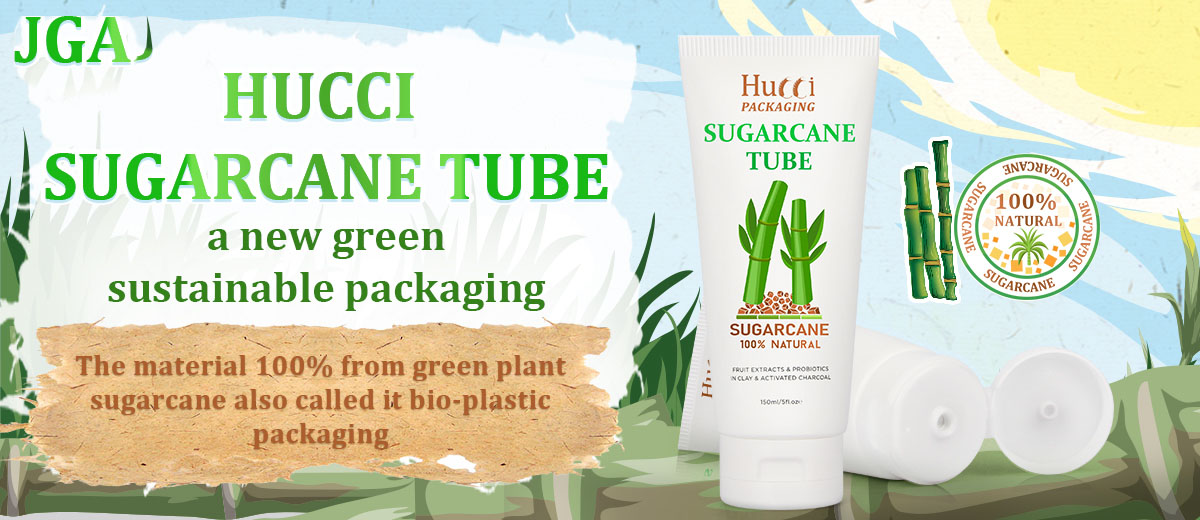 JGA
HUCCI
SUGARCANE TUBE
a new green
sustainable packaging
The material 100% from green plant
sugarcane also called it bio-plastic
packaging
Hucci
PACKAGING
SUGARCANE
TUBE
SUGARCANE
100% NATURAL
FRUIT EXTRACTS & PROBIOTICS
IN CLAY & ACTIVATED CHARCOAL
150ml/5fl.oz
Hucci
SUGARCANE
SUGARCANE
SUGARCANE
SUGARCANE
100%
NATURAL